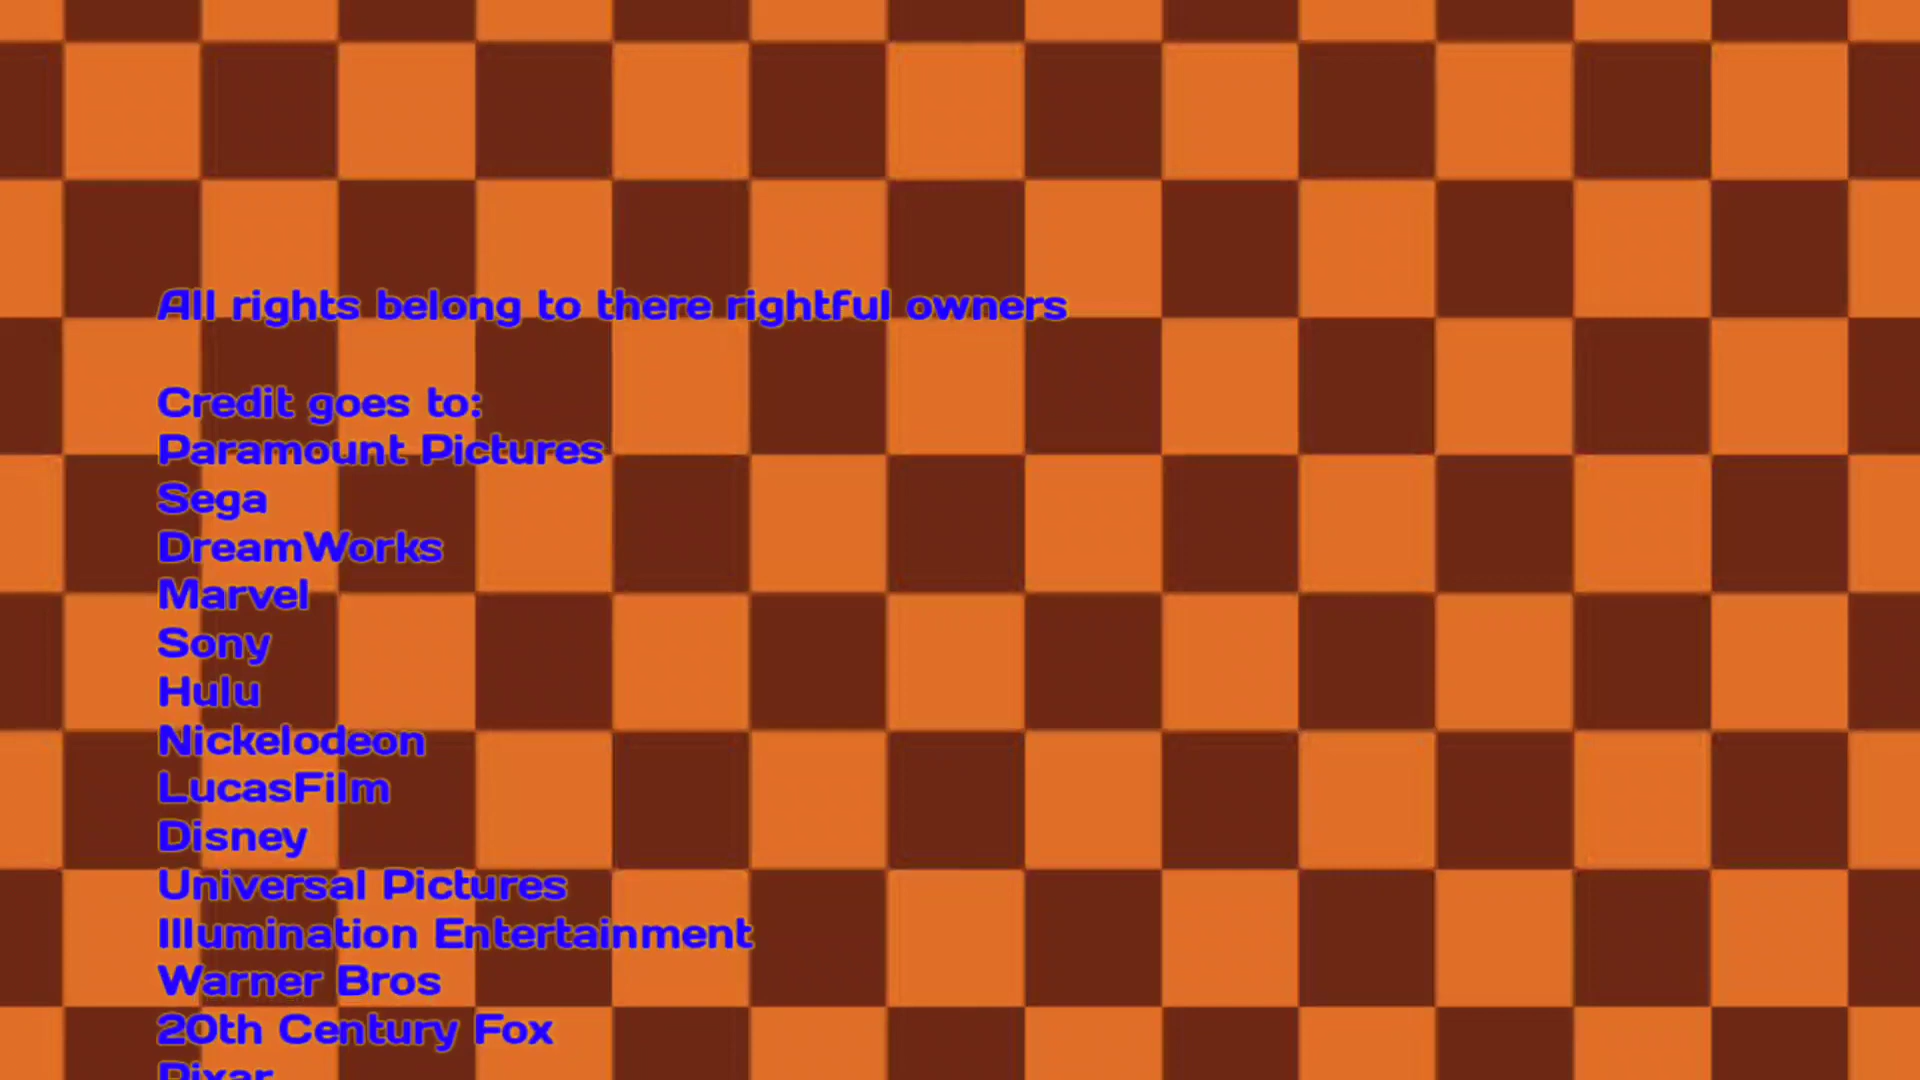 All rights belong to there rightful owners
Credit goes to:
Paramount Pictures
Sega
DreamWorks
Marvel
Sony
Hulu
Nickelodeon
LucasFilm
Disney
Universal Pictures
Illumination Entertainment
Warner Bros
20th Century Fox
Pixar